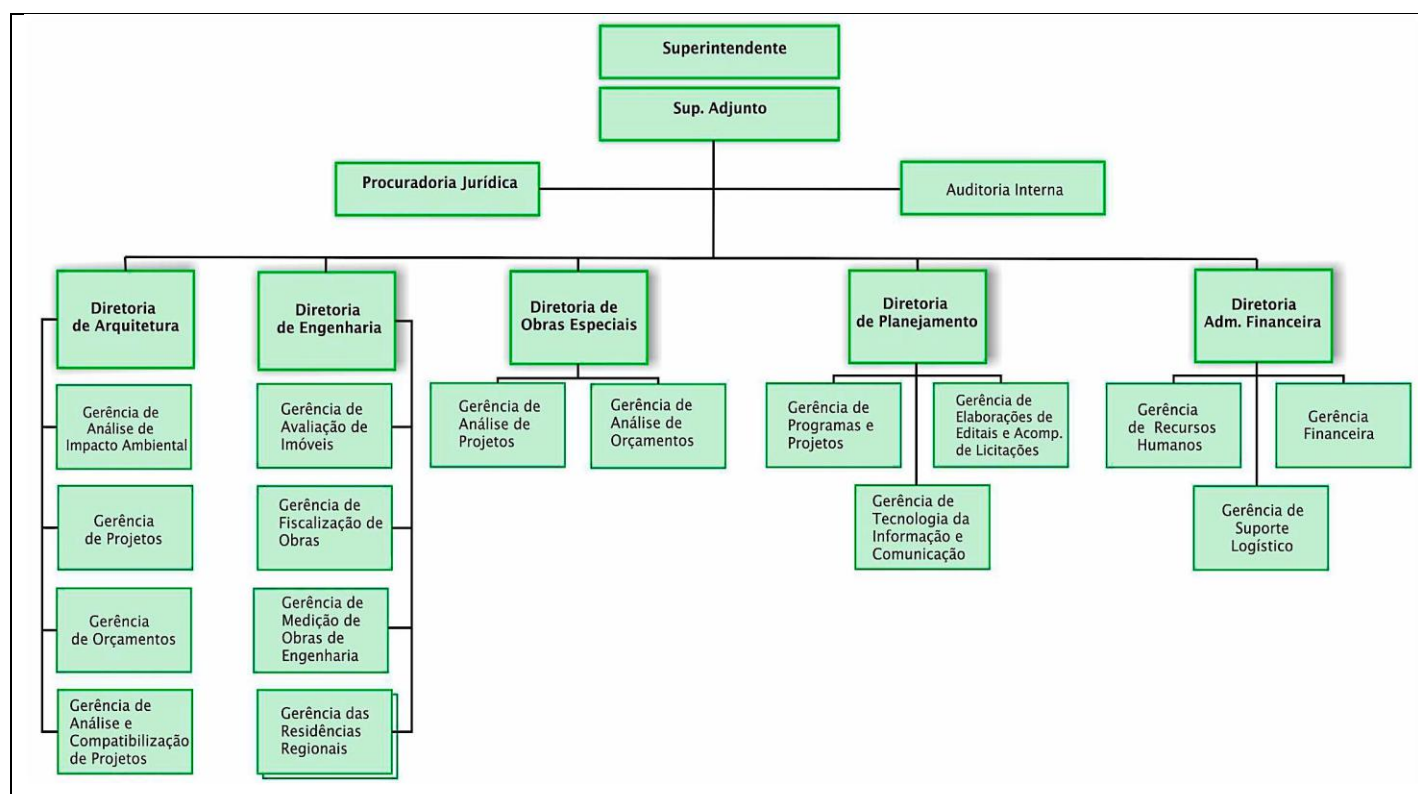 Superintendente
Sup. Adjunto
Procuradoria Jurídica
Auditoria Interna
Diretoria
de Arquitetura
Diretoria
de Engenharia
Diretoria de
Obras Especiais
Diretoria
de Planejamento
Diretoria
Adm. Financeira
Gerência de
Análise de
Impacto Ambiental
Gerência de
Avaliação de
Imóveis
Gerência de
Análise de
Projetos
Gerência de
Análise de
Orçamentos
Gerência de
Programas e
Projetos
Gerência de
Elaborações de
Editais e Acomp.
de Licitações
Gerência
de Recursos
Humanos
Gerência
Financeira
Gerência
de Projetos
Gerência de
Fiscalização de
Obras
Gerência de
Tecnologia da
Informação e
Comunicação
Gerência de
Suporte
Logístico
Gerência
de Orçamentos
Gerência de
Medição de
Obras de
Engenharia
Gerência de
Análise e
Compatibilização
de Projetos
Gerência das
Residências
Regionais